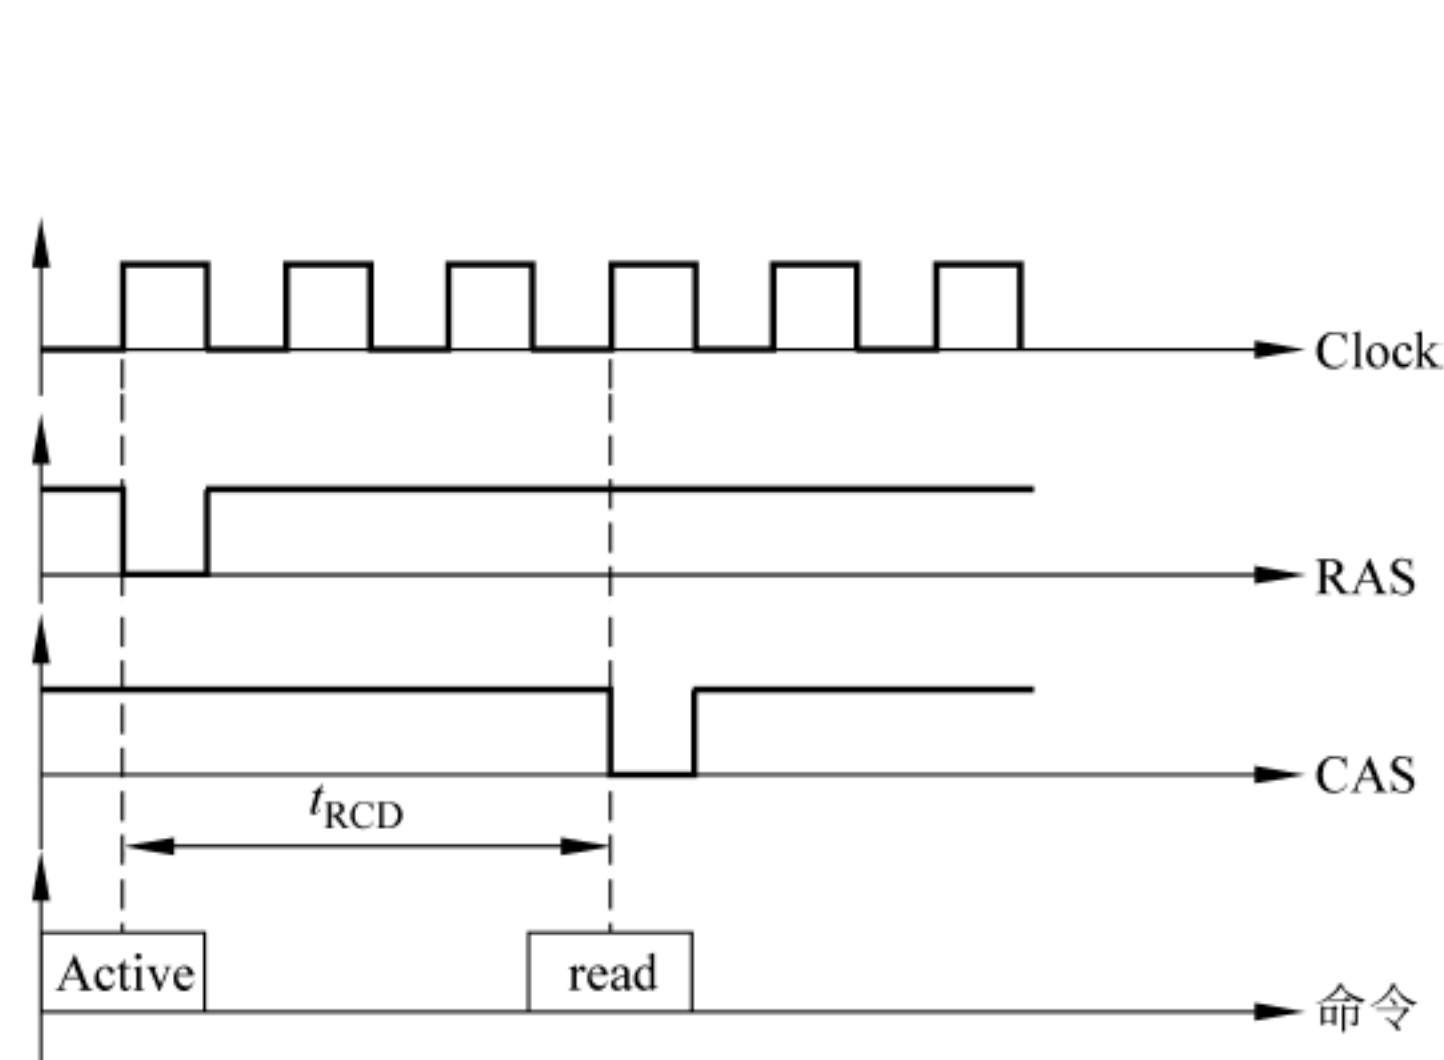 Clock
RAS
CAS
tRCD
Active
read
命令